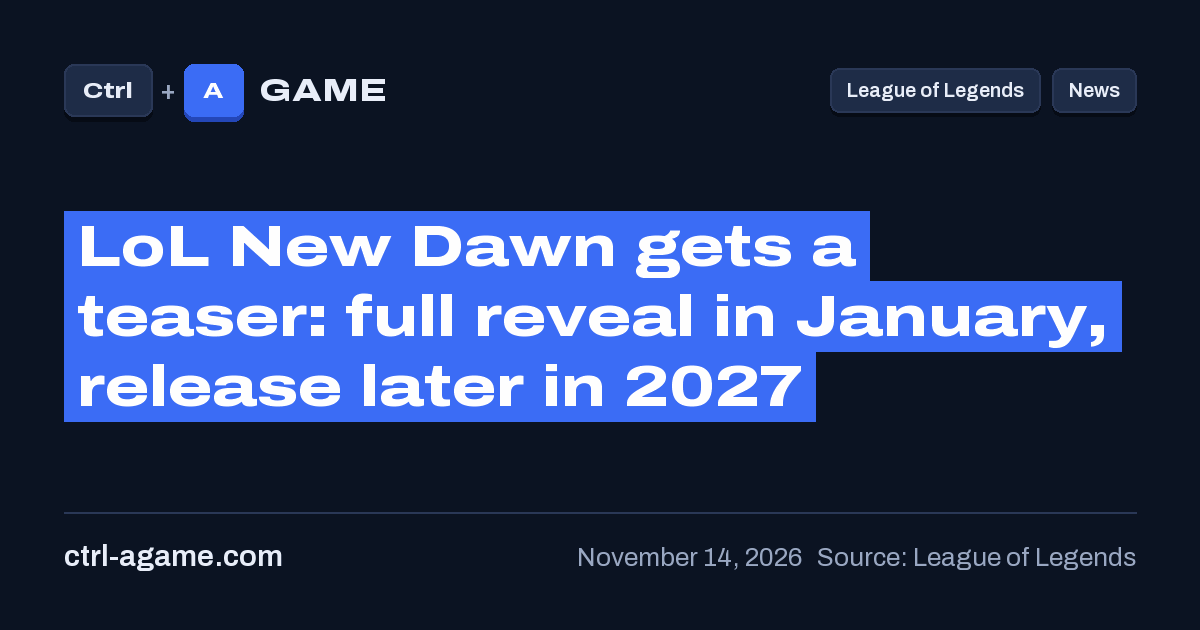 Ctrl + A GAME
League of Legends News
LoL New Dawn gets a
teaser: full reveal in January,
release later in 2027
ctrl-agame.com
November 14, 2026 Source: League of Legends